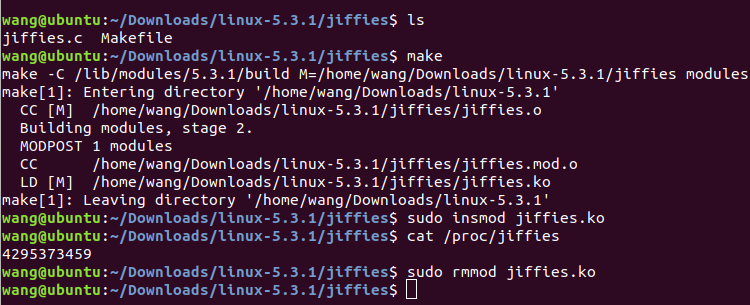 wang@ubuntu:~/Downloads/linux-5.3.1/jiffies$ ls
jiffies.c  Makefile
wang@ubuntu:~/Downloads/linux-5.3.1/jiffies$ make
make -C /lib/modules/5.3.1/build M=/home/wang/Downloads/linux-5.3.1/jiffies modules
make[1]: Entering directory '/home/wang/Downloads/linux-5.3.1'
  CC [M]  /home/wang/Downloads/linux-5.3.1/jiffies/jiffies.o
  Building modules, stage 2.
  MODPOST 1 modules
  CC      /home/wang/Downloads/linux-5.3.1/jiffies/jiffies.mod.o
  LD [M]  /home/wang/Downloads/linux-5.3.1/jiffies/jiffies.ko
make[1]: Leaving directory '/home/wang/Downloads/linux-5.3.1'
wang@ubuntu:~/Downloads/linux-5.3.1/jiffies$ sudo insmod jiffies.ko
wang@ubuntu:~/Downloads/linux-5.3.1/jiffies$ cat /proc/jiffies
4295373459
wang@ubuntu:~/Downloads/linux-5.3.1/jiffies$ sudo rmmod jiffies.ko
wang@ubuntu:~/Downloads/linux-5.3.1/jiffies$